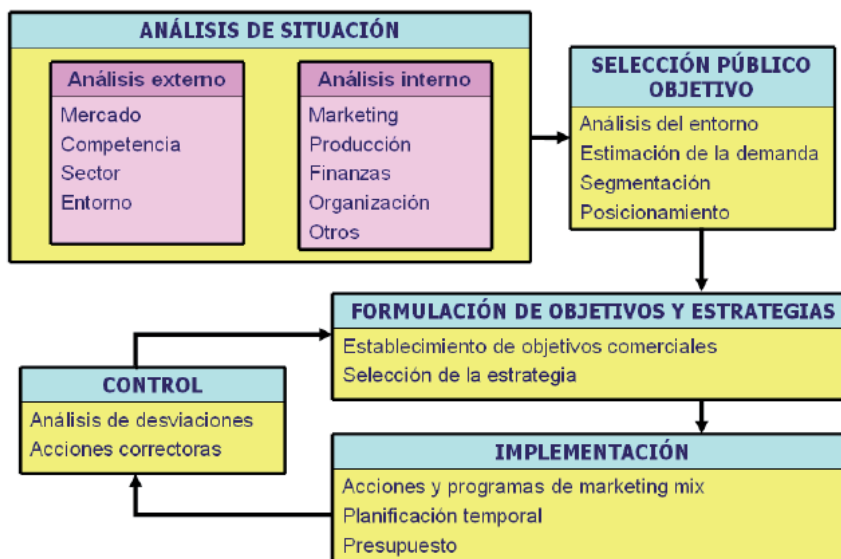 ANÁLISIS DE SITUACIÓN
Análisis externo
Mercado
Competencia
Sector
Entorno
Análisis interno
Marketing
Producción
Finanzas
Organización
Otros
SELECCIÓN PÚBLICO
OBJETIVO
Análisis del entorno
Estimación de la demanda
Segmentación
Posicionamiento
FORMULACIÓN DE OBJETIVOS Y ESTRATEGIAS
Establecimiento de objetivos comerciales
Selección de la estrategia
IMPLEMENTACIÓN
Acciones y programas de marketing mix
Planificación temporal
Presupuesto
CONTROL
Análisis de desviaciones
Acciones correctoras